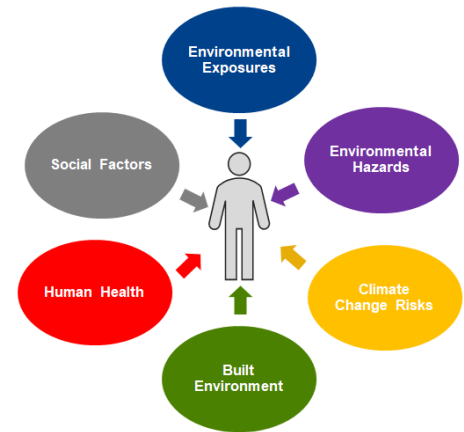 Environmental
Exposures
Social Factors
Environmental
Hazards
Human Health
Climate
Change Risks
Built
Environment